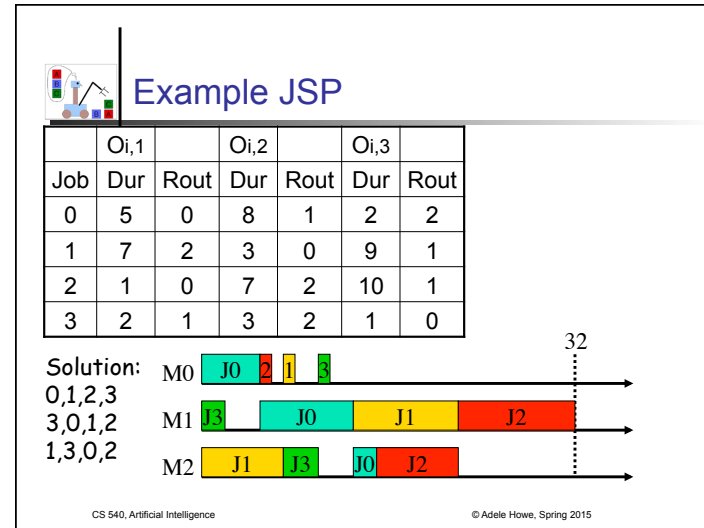 A
B
C
C
B A
Example JSP
Oi,1 Oi,2 Oi,3
Job Dur Rout Dur Rout Dur Rout
0 5 0 8 1 2 2
1 7 2 3 0 9 1
2 1 0 7 2 10 1
3 2 1 3 2 1 0
Solution:
0,1,2,3
3,0,1,2
1,3,0,2
32
M0 J0 2 1 3
M1 J3 J0 J1 J2
M2 J1 J3 J0 J2
CS 540, Artificial Intelligence © Adele Howe, Spring 2015